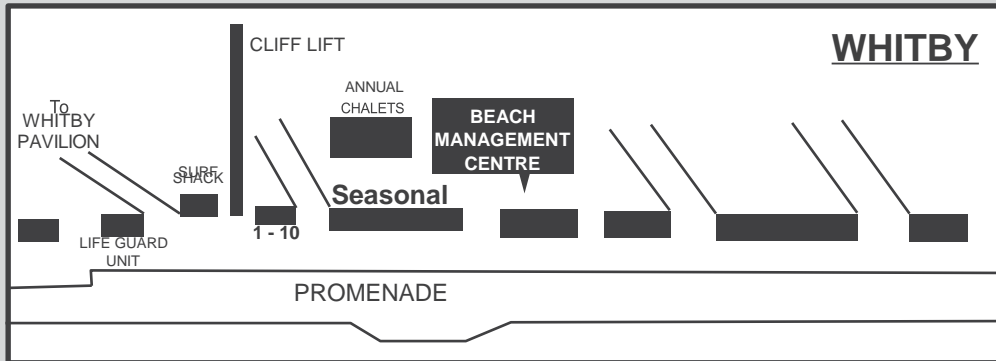 WHITBY
CLIFF LIFT
ANNUAL
CHALETS
BEACH
MANAGEMENT
CENTRE
To
WHITBY
PAVILION
SURF
SHACK
Seasonal
1 - 10
LIFE GUARD
UNIT
PROMENADE